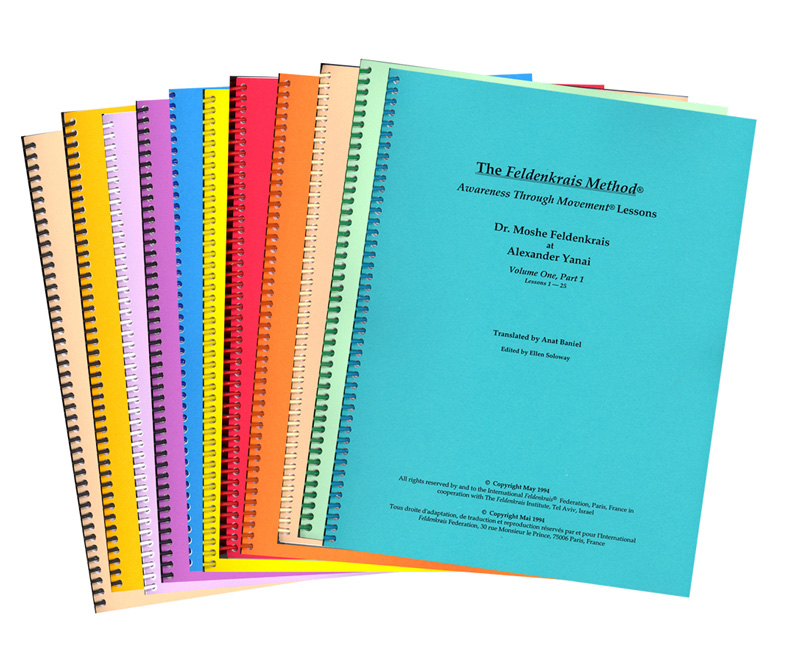 The Feldenkrais Method®
Awareness Through Movement® Lessons
Dr. Moshe Feldenkrais
at
Alexander Yanai
Volume One, Part 1
Lessons 1 — 25
Translated by Anat Baniel
Edited by Ellen Soloway
© Copyright May 1994
All rights reserved by and to the International Feldenkrais® Federation, Paris, France in
cooperation with The Feldenkrais Institute, Tel Aviv, Israel
© Copyright Mai 1994
Tous droite d'adaptation, de traduction et reproduction réservés par et pour l'International
Feldenkrais Federation, 30 rue Monsieur le Prince, 75006 Paris, France